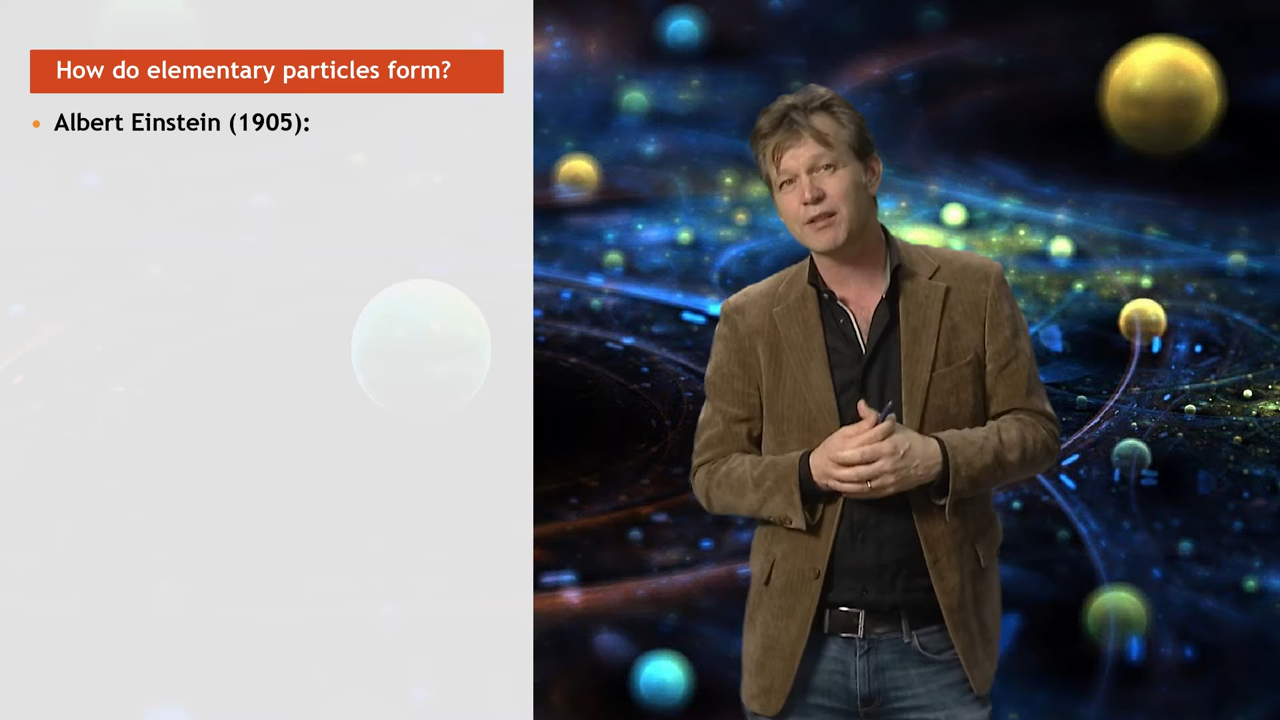 How do elementary particles form?
• Albert Einstein (1905):